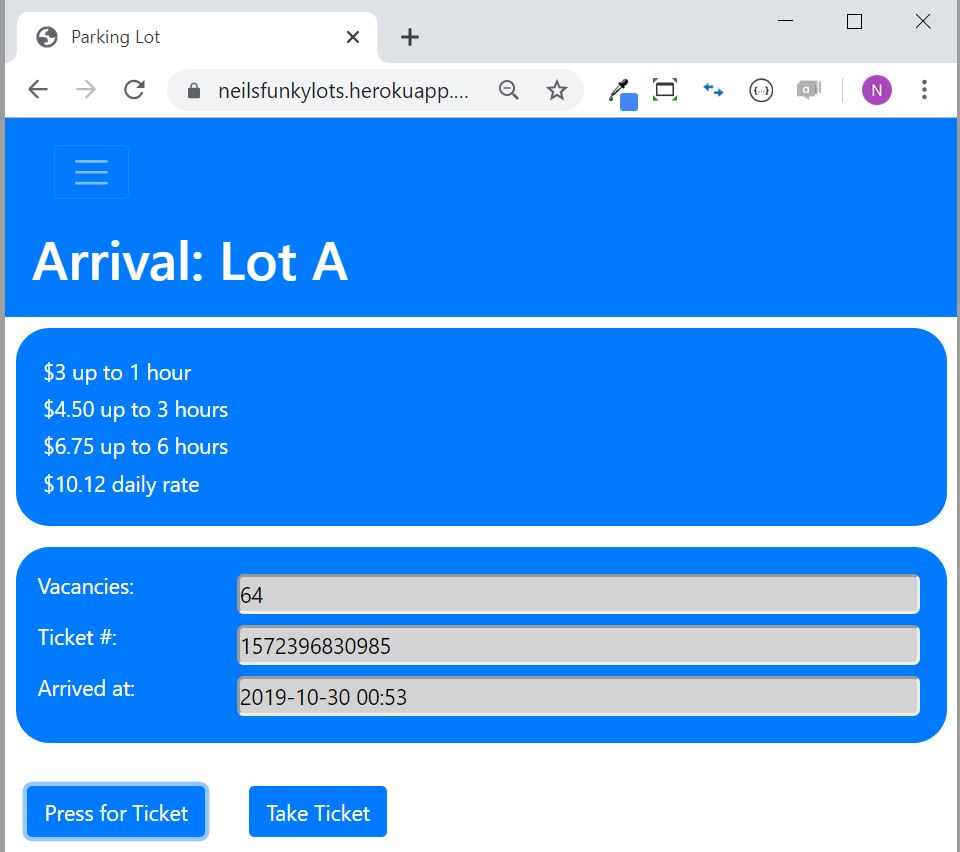 Parking Lot
neilsfunkylots.herokuapp....
N
Arrival: Lot A
$3 up to 1 hour
$4.50 up to 3 hours
$6.75 up to 6 hours
$10.12 daily rate
Vacancies: 64
Ticket #: 1572396830985
Arrived at: 2019-10-30 00:53
Press for Ticket Take Ticket